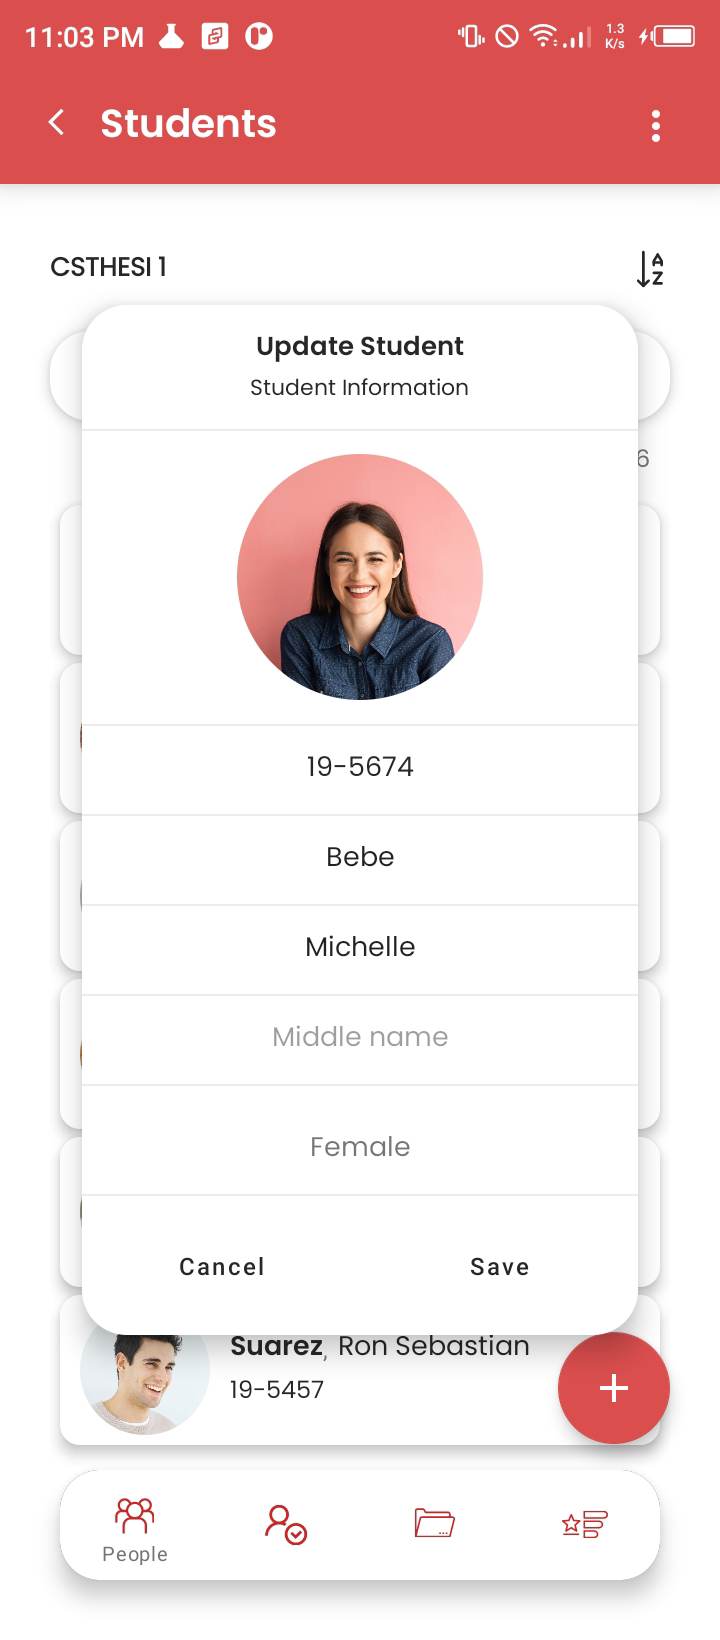 11:03 PM
1.3
K/s
Students
CSTHESI 1
A
Z
Update Student
Student Information
6
19-5674
Bebe
Michelle
Middle name
Female
Cancel
Save
Suarez, Ron Sebastian
19-5457
People